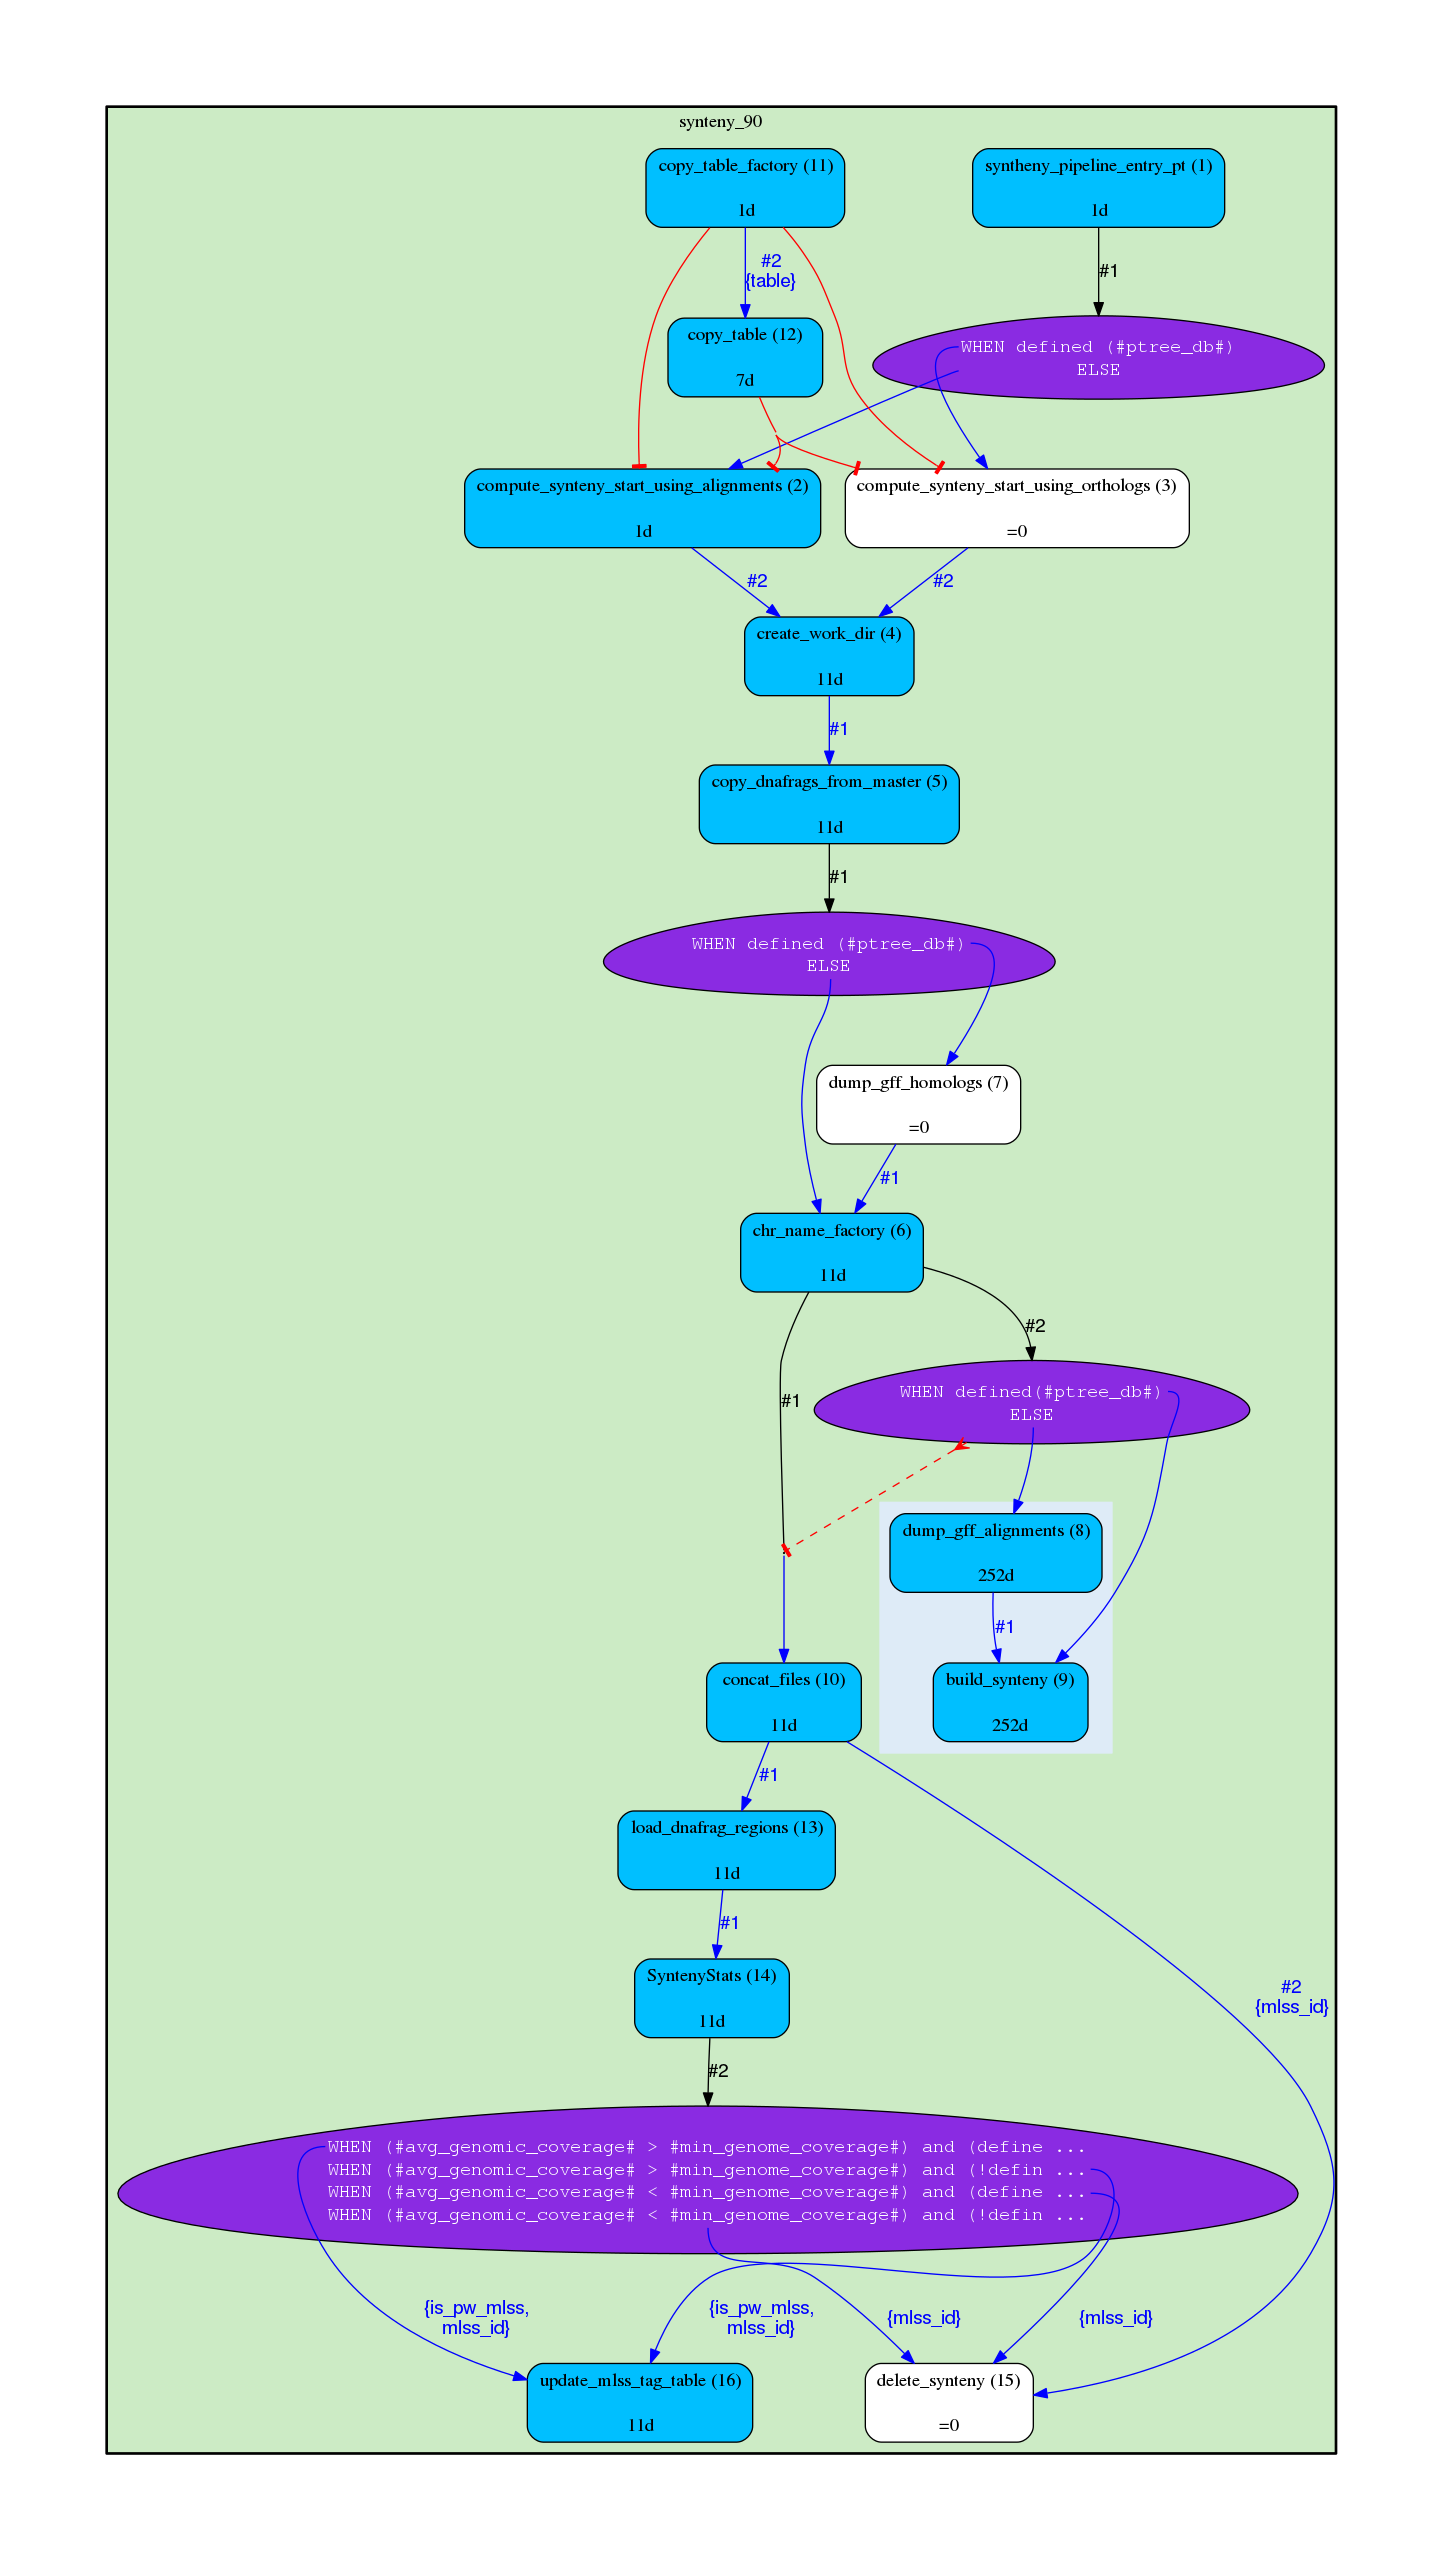 synteny_90
copy_table_factory (11)
1d
syntheny_pipeline_entry_pt (1)
1d
#2
{table}
#1
copy_table (12)
7d
WHEN defined (#ptree_db#)
ELSE
compute_synteny_start_using_alignments (2)
1d
compute_synteny_start_using_orthologs (3)
=0
#2
#2
create_work_dir (4)
11d
#1
copy_dnafrags_from_master (5)
11d
#1
WHEN defined (#ptree_db#)
ELSE
dump_gff_homologs (7)
=0
#1
chr_name_factory (6)
11d
#2
#1
WHEN defined(#ptree_db#)
ELSE
dump_gff_alignments (8)
252d
#1
concat_files (10)
11d
build_synteny (9)
252d
#1
load_dnafrag_regions (13)
11d
#1
SyntenyStats (14)
11d
#2
{mlss_id}
#2
WHEN (#avg_genomic_coverage# > #min_genome_coverage#) and (define ...
WHEN (#avg_genomic_coverage# > #min_genome_coverage#) and (!defin ...
WHEN (#avg_genomic_coverage# < #min_genome_coverage#) and (define ...
WHEN (#avg_genomic_coverage# < #min_genome_coverage#) and (!defin ...
{is_pw_mlss,
mlss_id}
{is_pw_mlss,
mlss_id}
{mlss_id}
{mlss_id}
update_mlss_tag_table (16)
11d
delete_synteny (15)
=0